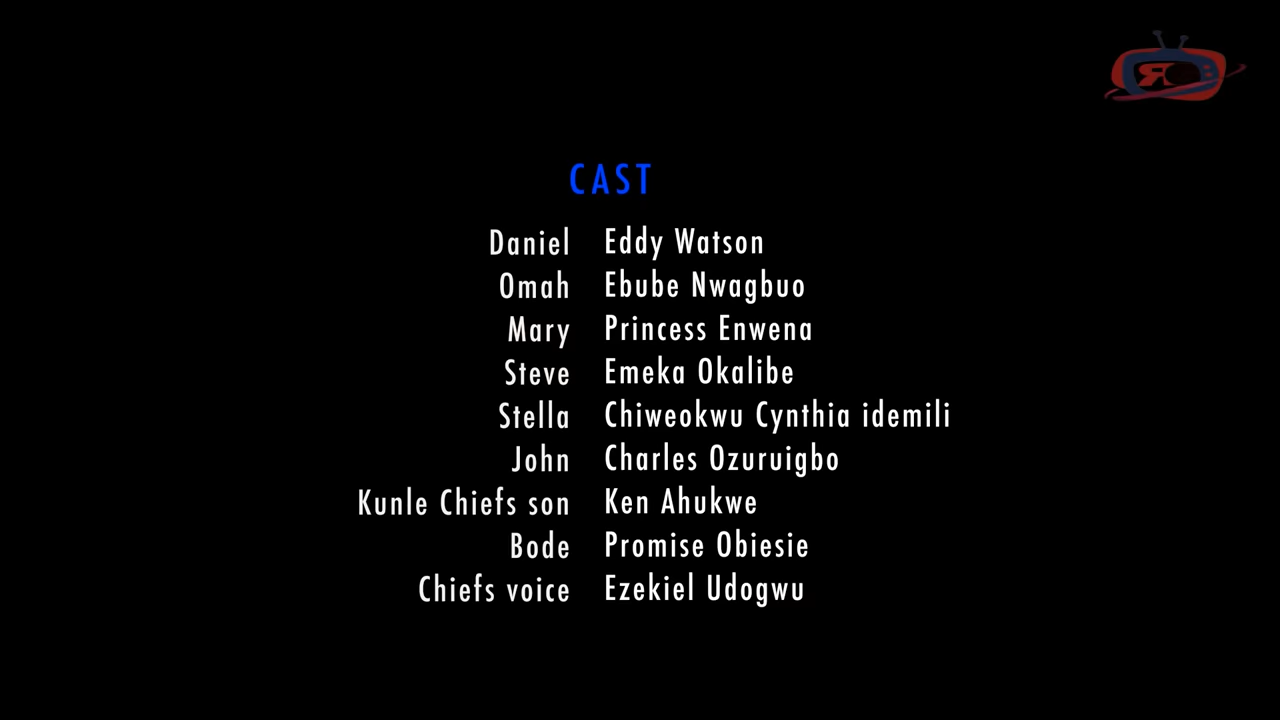 CAST
Daniel Eddy Watson
Omah Ebube Nwagbuo
Mary Princess Enwena
Steve Emeka Okalibe
Stella Chiweokwu Cynthia idemili
John Charles Ozuruigbo
Kunle Chiefs son Ken Ahukwe
Bode Promise Obiesie
Chiefs voice Ezekiel Udogwu